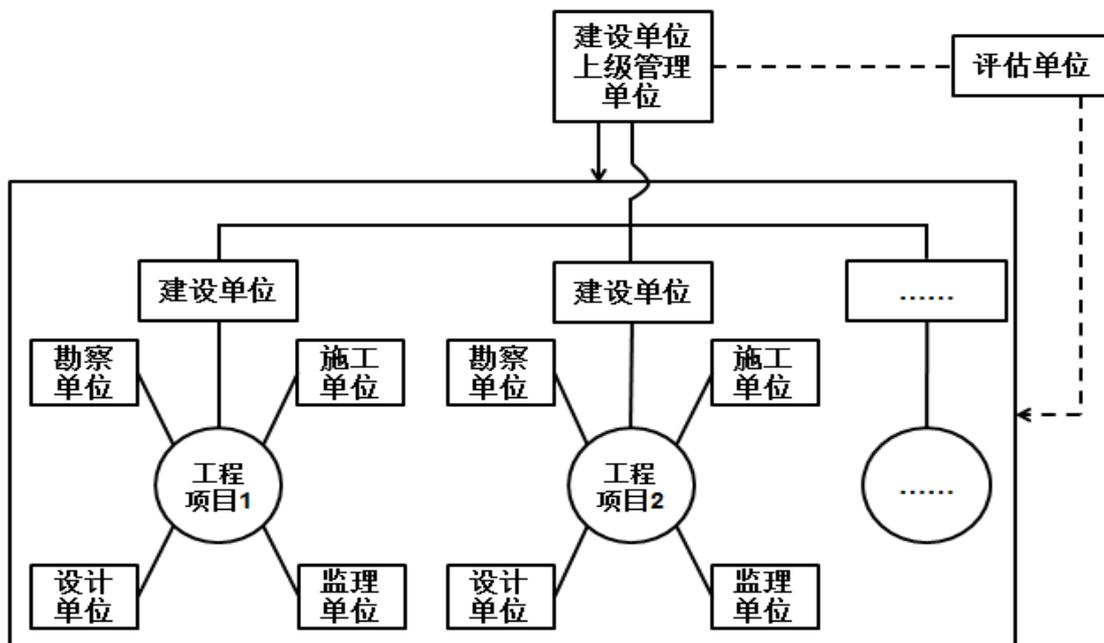 建设单位
上级管理
单位
评估单位
建设单位
建设单位
……
勘察
单位
施工
单位
勘察
单位
施工
单位
工程
项目1
工程
项目2
……
设计
单位
监理
单位
设计
单位
监理
单位